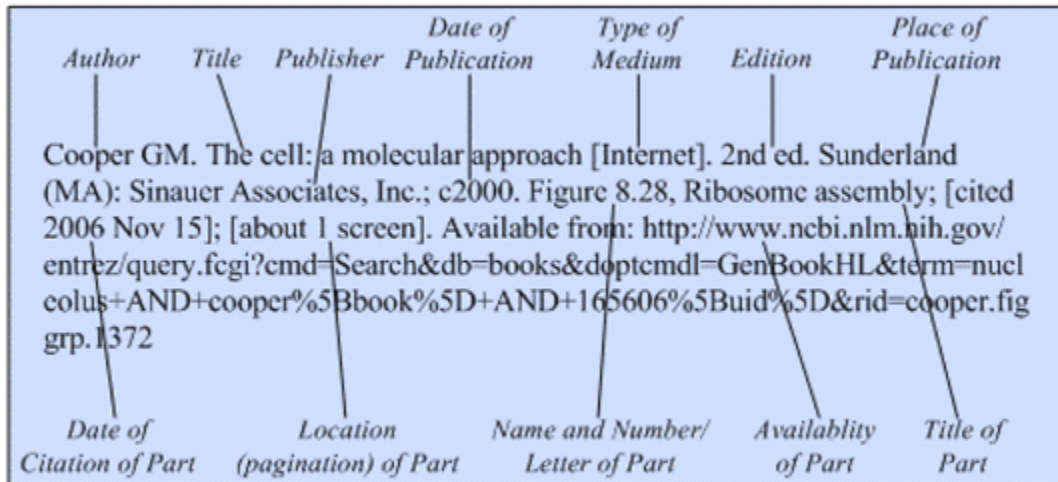 Date of Type of Place of
Author Title Publisher Publication Medium Edition Publication
Cooper GM. The cell: a molecular approach [Internet]. 2nd ed. Sunderland
(MA): Sinauer Associates, Inc.; c2000. Figure 8.28, Ribosome assembly; [cited
2006 Nov 15]; [about 1 screen]. Available from: http://www.ncbi.nlm.nih.gov/
entrez/query.fcgi?cmd=Search&db=books&doptcmdl=GenBookHL&term=nucl
eolus+AND+cooper%5Bbook%5D+AND+165606%5Buid%5D&rid=cooper.fig
grp.1372
Date of Location Name and Number/ Availablity Title of
Citation of Part (pagination) of Part Letter of Part of Part Part